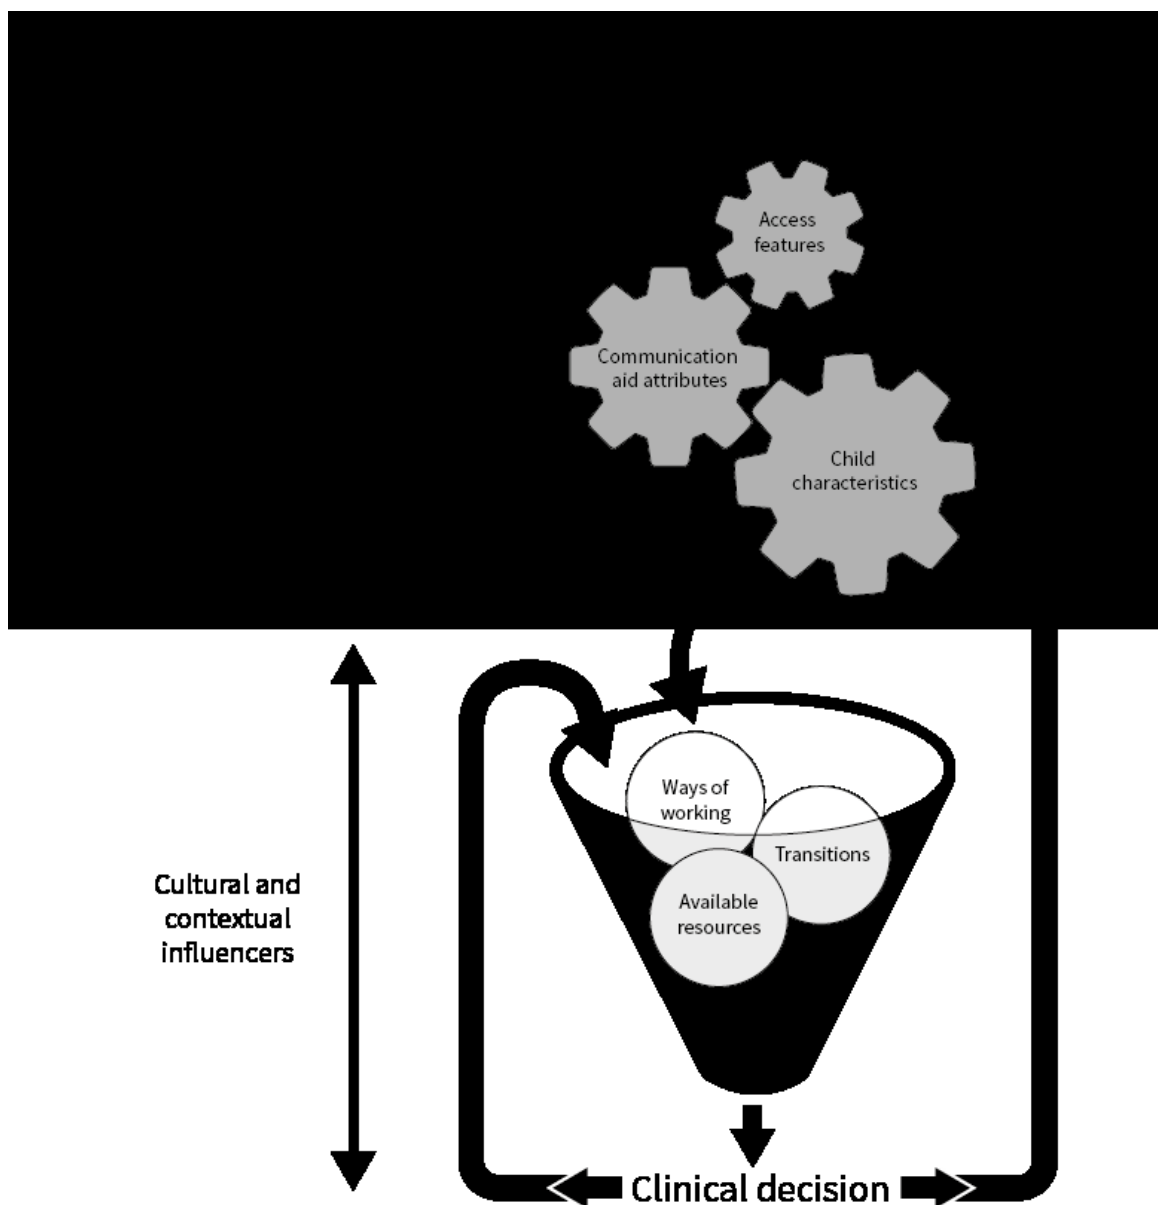 Access
features
Communication
aid attributes
Child
characteristics
Ways of
working
Transitions
Available
resources
Cultural and
contextual
influencers
Clinical decision